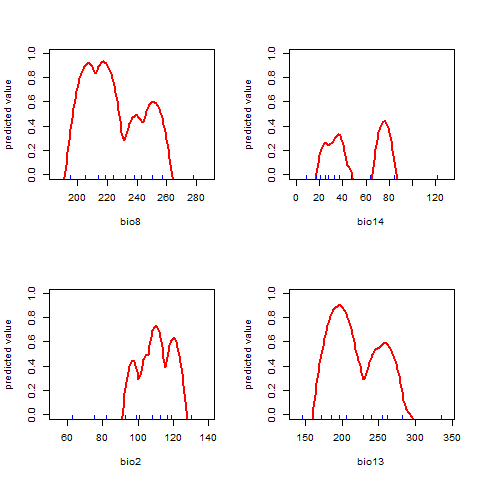 predicted value
0.0 0.2 0.4 0.6 0.8 1.0
200 220 240 260 280
bio8
predicted value
0.0 0.2 0.4 0.6 0.8 1.0
0 20 40 60 80 120
bio14
predicted value
0.0 0.2 0.4 0.6 0.8 1.0
60 80 100 120 140
bio2
predicted value
0.0 0.2 0.4 0.6 0.8 1.0
150 200 250 300 350
bio13